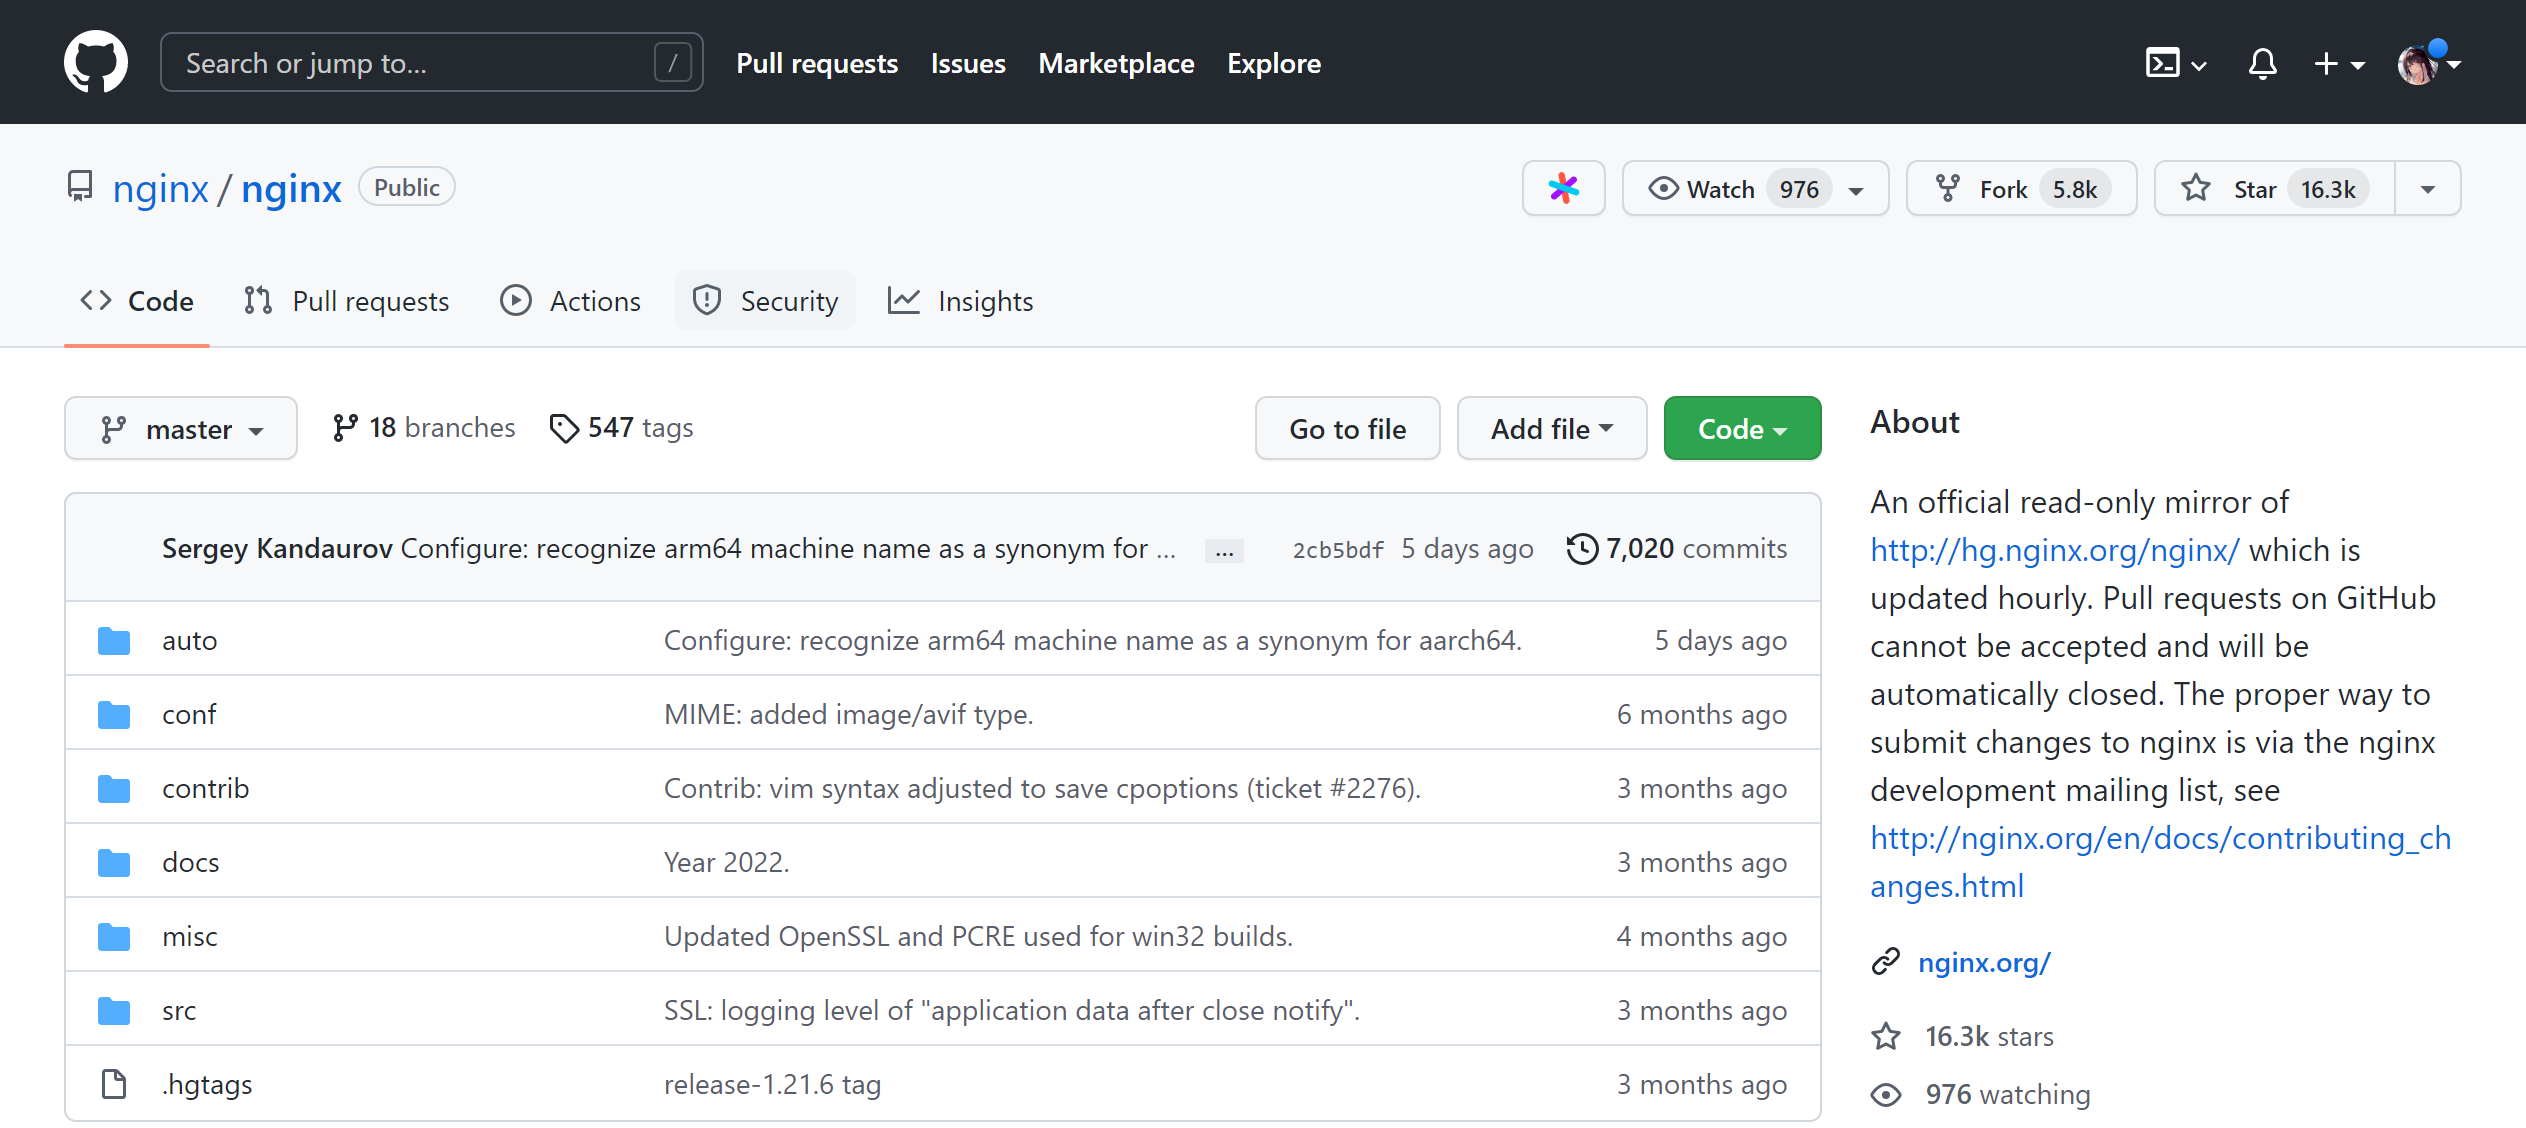 Search or jump to... /
Pull requests Issues Marketplace Explore
nginx / nginx Public
Watch 976 Fork 5.8k Star 16.3k
Code Pull requests Actions Security Insights
master 18 branches 547 tags Go to file Add file Code
Sergey Kandaurov Configure: recognize arm64 machine name as a synonym for ... ... 2cb5bdf 5 days ago 7,020 commits
auto Configure: recognize arm64 machine name as a synonym for aarch64. 5 days ago
conf MIME: added image/avif type. 6 months ago
contrib Contrib: vim syntax adjusted to save cpoptions (ticket #2276). 3 months ago
docs Year 2022. 3 months ago
misc Updated OpenSSL and PCRE used for win32 builds. 4 months ago
src SSL: logging level of "application data after close notify". 3 months ago
.hgtags release-1.21.6 tag 3 months ago
About
An official read-only mirror of
http://hg.nginx.org/nginx/ which is
updated hourly. Pull requests on GitHub
cannot be accepted and will be
automatically closed. The proper way to
submit changes to nginx is via the nginx
development mailing list, see
http://nginx.org/en/docs/contributing_ch
anges.html
nginx.org/
16.3k stars
976 watching